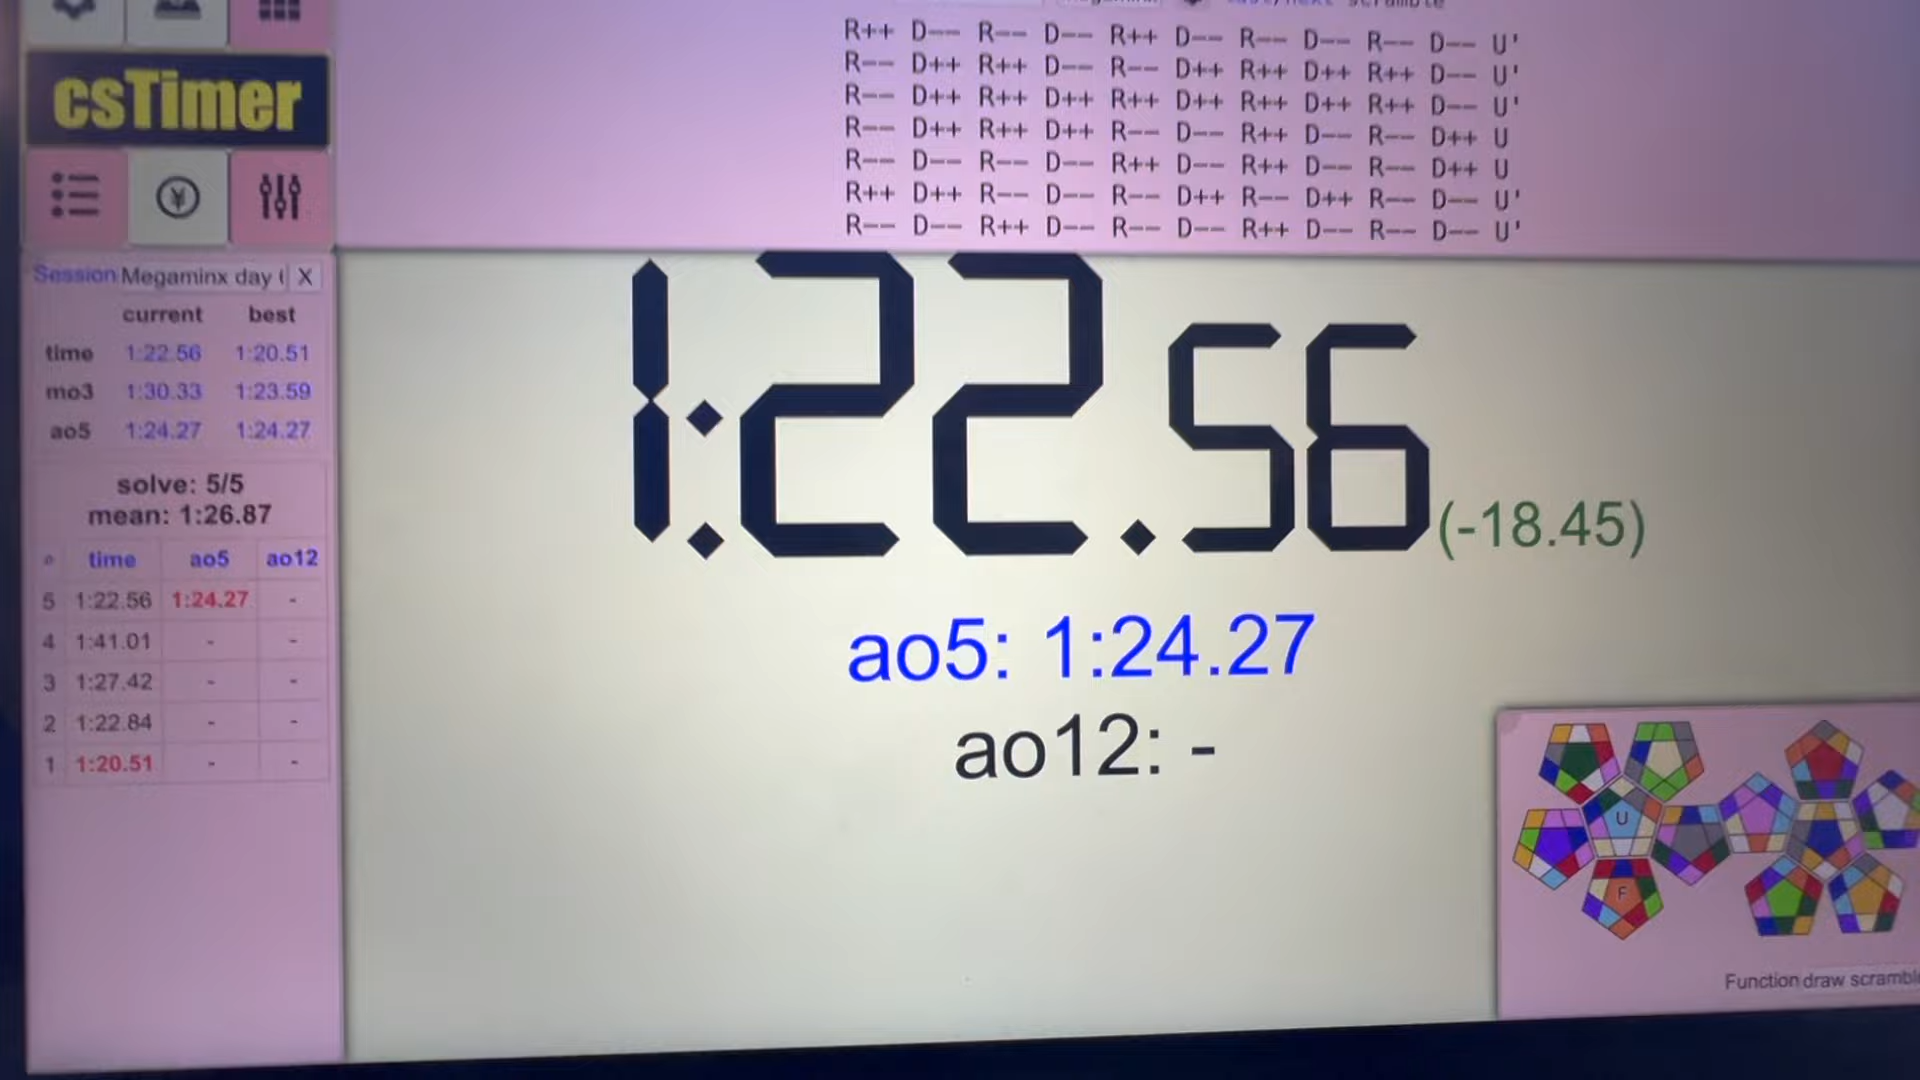 scramble
R++ D-- R-- D-- R++ D-- R-- D-- R-- D-- U'
R-- D++ R++ D-- R-- D++ R++ D++ R++ D-- U'
R-- D++ R++ D++ R++ D++ R++ D++ R++ D-- U'
R-- D++ R++ D++ R-- D-- R++ D-- R-- D++ U
R-- D-- R-- D-- R++ D-- R++ D-- R-- D++ U
R++ D++ R-- D-- R-- D++ R-- D++ R-- D-- U'
R-- D-- R++ D-- R-- D-- R++ D-- R-- D-- U'
csTimer
Session Megaminx day X
current best
time 1:22.56 1:20.51
mo3 1:30.33 1:23.59
ao5 1:24.27 1:24.27
solve: 5/5
mean: 1:26.87
time ao5 ao12
5 1:22.56 1:24.27 -
4 1:41.01 - -
3 1:27.42 - -
2 1:22.84 - -
1 1:20.51 - -
1:22.56 (-18.45)
ao5: 1:24.27
ao12: -
U
F
Function draw scramble